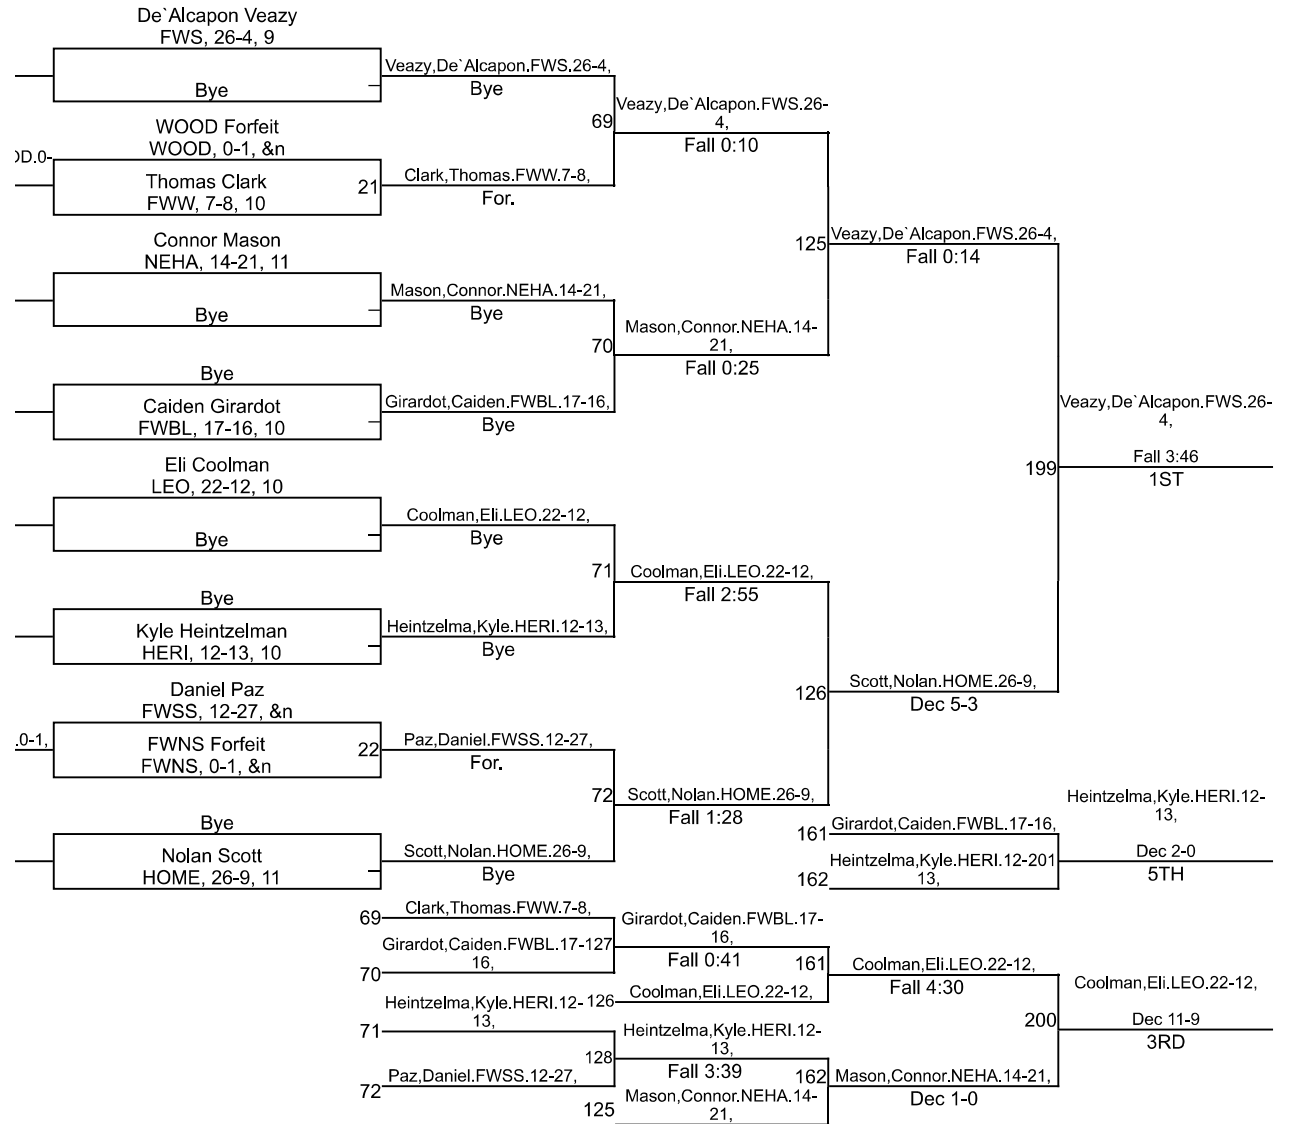 De`Alcapon Veazy
FWS, 26-4, 9
Bye
Veazy,De`Alcapon.FWS.26-4,
Bye
WOOD Forfeit
WOOD, 0-1, &n
OD.0-
Thomas Clark
FWW, 7-8, 10
21
Clark,Thomas.FWW.7-8,
For.
69
Veazy,De`Alcapon.FWS.26-
4,
Fall 0:10
Connor Mason
NEHA, 14-21, 11
Bye
Mason,Connor.NEHA.14-21,
Bye
Bye
Caiden Girardot
FWBL, 17-16, 10
Girardot,Caiden.FWBL.17-16,
Bye
70
Mason,Connor.NEHA.14-
21,
Fall 0:25
125
Veazy,De`Alcapon.FWS.26-4,
Fall 0:14
Eli Coolman
LEO, 22-12, 10
Bye
Coolman,Eli.LEO.22-12,
Bye
Bye
Kyle Heintzelman
HERI, 12-13, 10
Heintzelma,Kyle.HERI.12-13,
Bye
71
Coolman,Eli.LEO.22-12,
Fall 2:55
Daniel Paz
FWSS, 12-27, &n
.0-1,
FWNS Forfeit
FWNS, 0-1, &n
22
Paz,Daniel.FWSS.12-27,
For.
Bye
Nolan Scott
HOME, 26-9, 11
Scott,Nolan.HOME.26-9,
Bye
72
Scott,Nolan.HOME.26-9,
Fall 1:28
126
Scott,Nolan.HOME.26-9,
Dec 5-3
199
Veazy,De`Alcapon.FWS.26-
4,
Fall 3:46
1ST
161
Girardot,Caiden.FWBL.17-16,
162
Heintzelma,Kyle.HERI.12-201
13,
Heintzelma,Kyle.HERI.12-
13,
Dec 2-0
5TH
69
Clark,Thomas.FWW.7-8,
70
Girardot,Caiden.FWBL.17-127
16,
Girardot,Caiden.FWBL.17-
16,
Fall 0:41
126
Coolman,Eli.LEO.22-12,
161
Coolman,Eli.LEO.22-12,
Fall 4:30
71
Heintzelma,Kyle.HERI.12-
13,
72
Paz,Daniel.FWSS.12-27,
128
Heintzelma,Kyle.HERI.12-
13,
Fall 3:39
125
Mason,Connor.NEHA.14-
21,
162
Mason,Connor.NEHA.14-21,
Dec 1-0
200
Coolman,Eli.LEO.22-12,
Dec 11-9
3RD